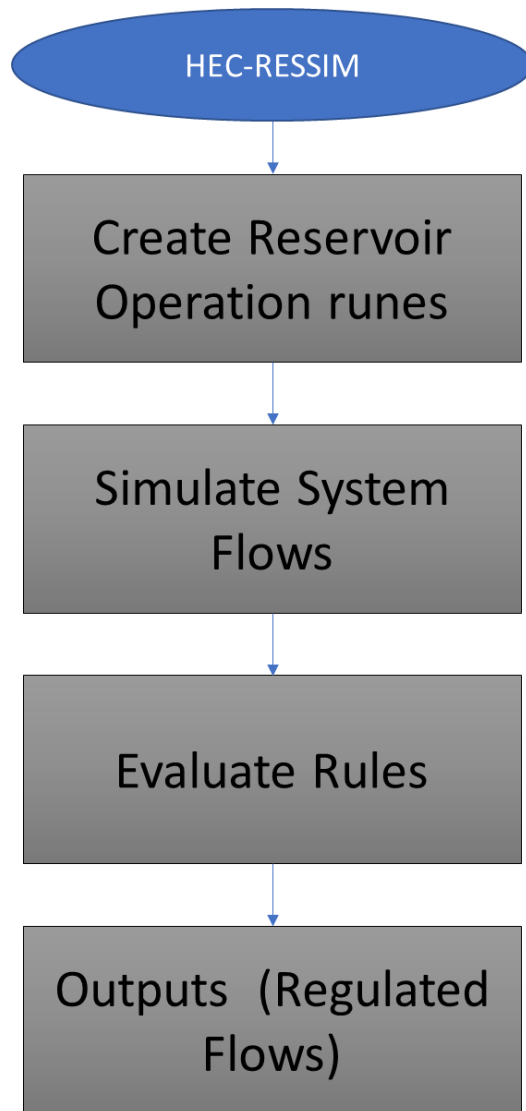 HEC-RESSIM
Create Reservoir
Operation runes
Simulate System
Flows
Evaluate Rules
Outputs  (Regulated
Flows)